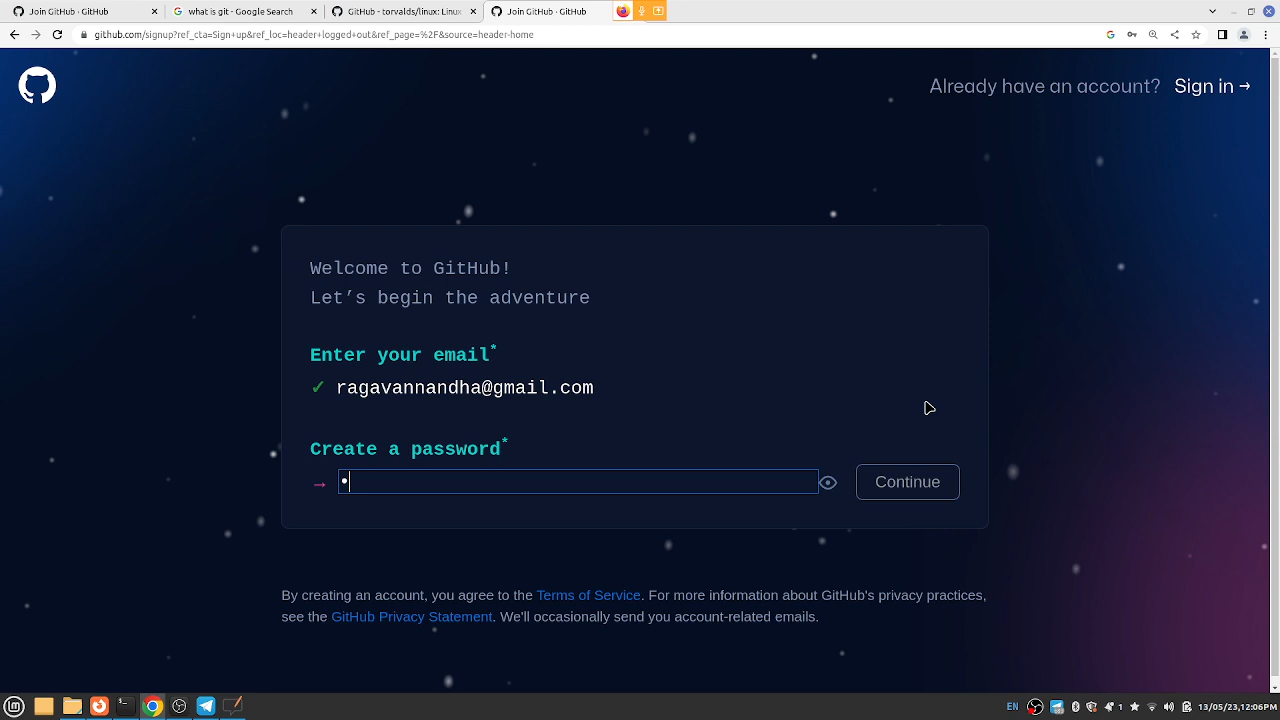 Join GitHub · GitHub
what is git - Google Search
GitHub - torvalds/linux: Linux
Join GitHub · GitHub
github.com/signup?ref_cta=Sign+up&ref_loc=header+logged+out&ref_page=%2F&source=header-home
Already have an account? Sign in →
Welcome to GitHub!
Let’s begin the adventure
Enter your email*
✓ ragavannandha@gmail.com
Create a password*
→ •
Continue
By creating an account, you agree to the Terms of Service. For more information about GitHub's privacy practices,
see the GitHub Privacy Statement. We'll occasionally send you account-related emails.
EN 1 13/05/23,12:06PM